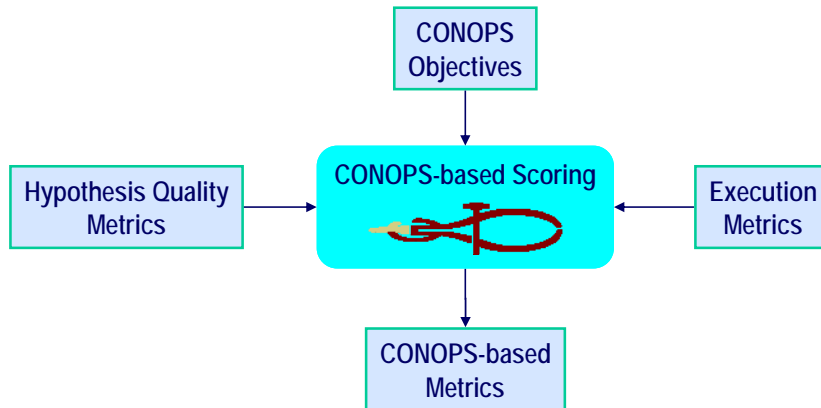 CONOPS
Objectives
CONOPS-based Scoring
Hypothesis Quality
Metrics
Execution
Metrics
CONOPS-based
Metrics